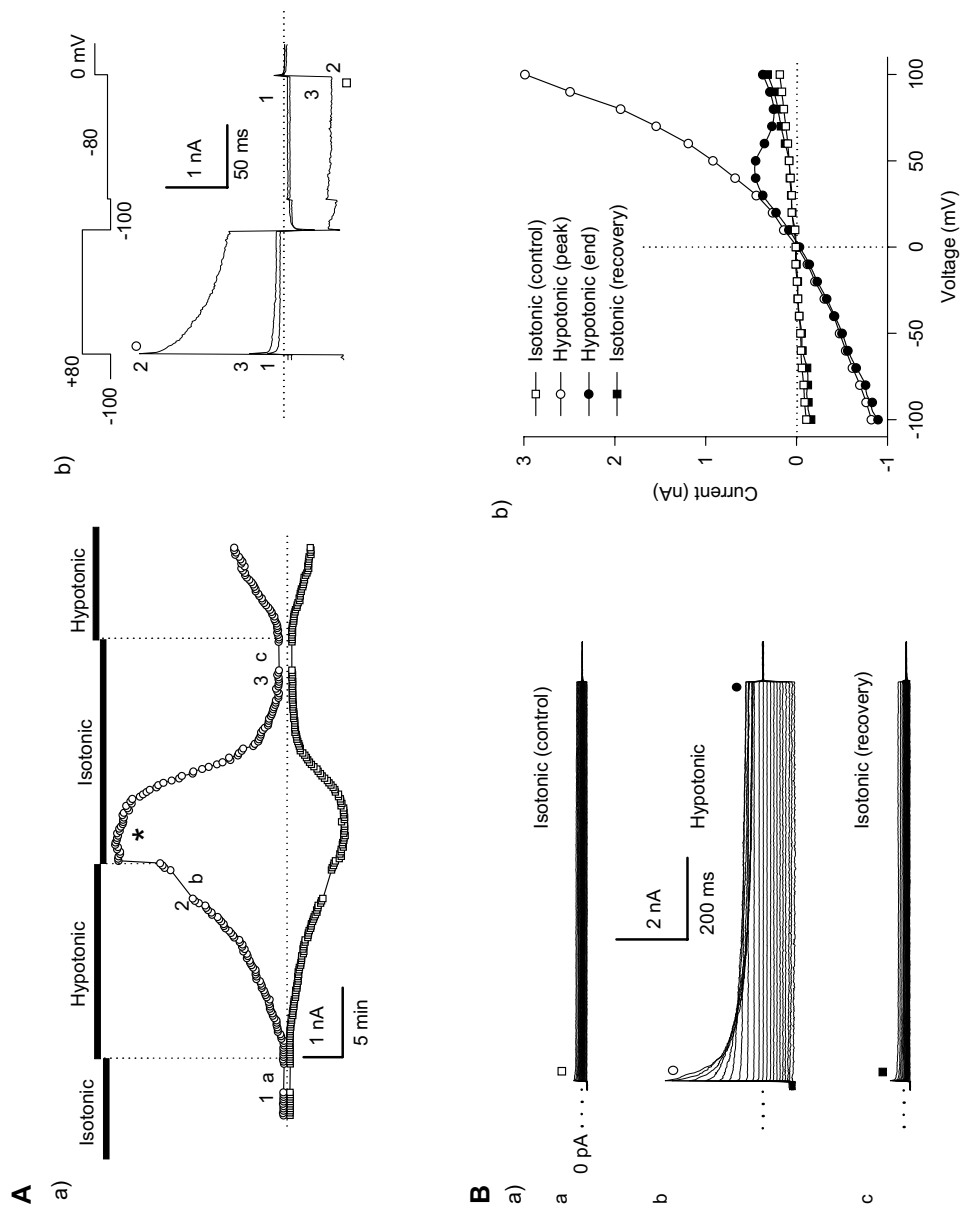 A
a)
Isotonic
Hypotonic
Isotonic
Hypotonic
1 a
2
b
*
3 c
1 nA
5 min
b)
+80
-100
-100
-80
0 mV
2
3
1
1 nA
50 ms
1
3
2
B
a)
a
0 pA
Isotonic (control)
b
2 nA
200 ms
Hypotonic
c
Isotonic (recovery)
b)
Isotonic (control)
Hypotonic (peak)
Hypotonic (end)
Isotonic (recovery)
Current (nA)
3
2
1
0
-1
-100
-50
0
50
100
Voltage (mV)